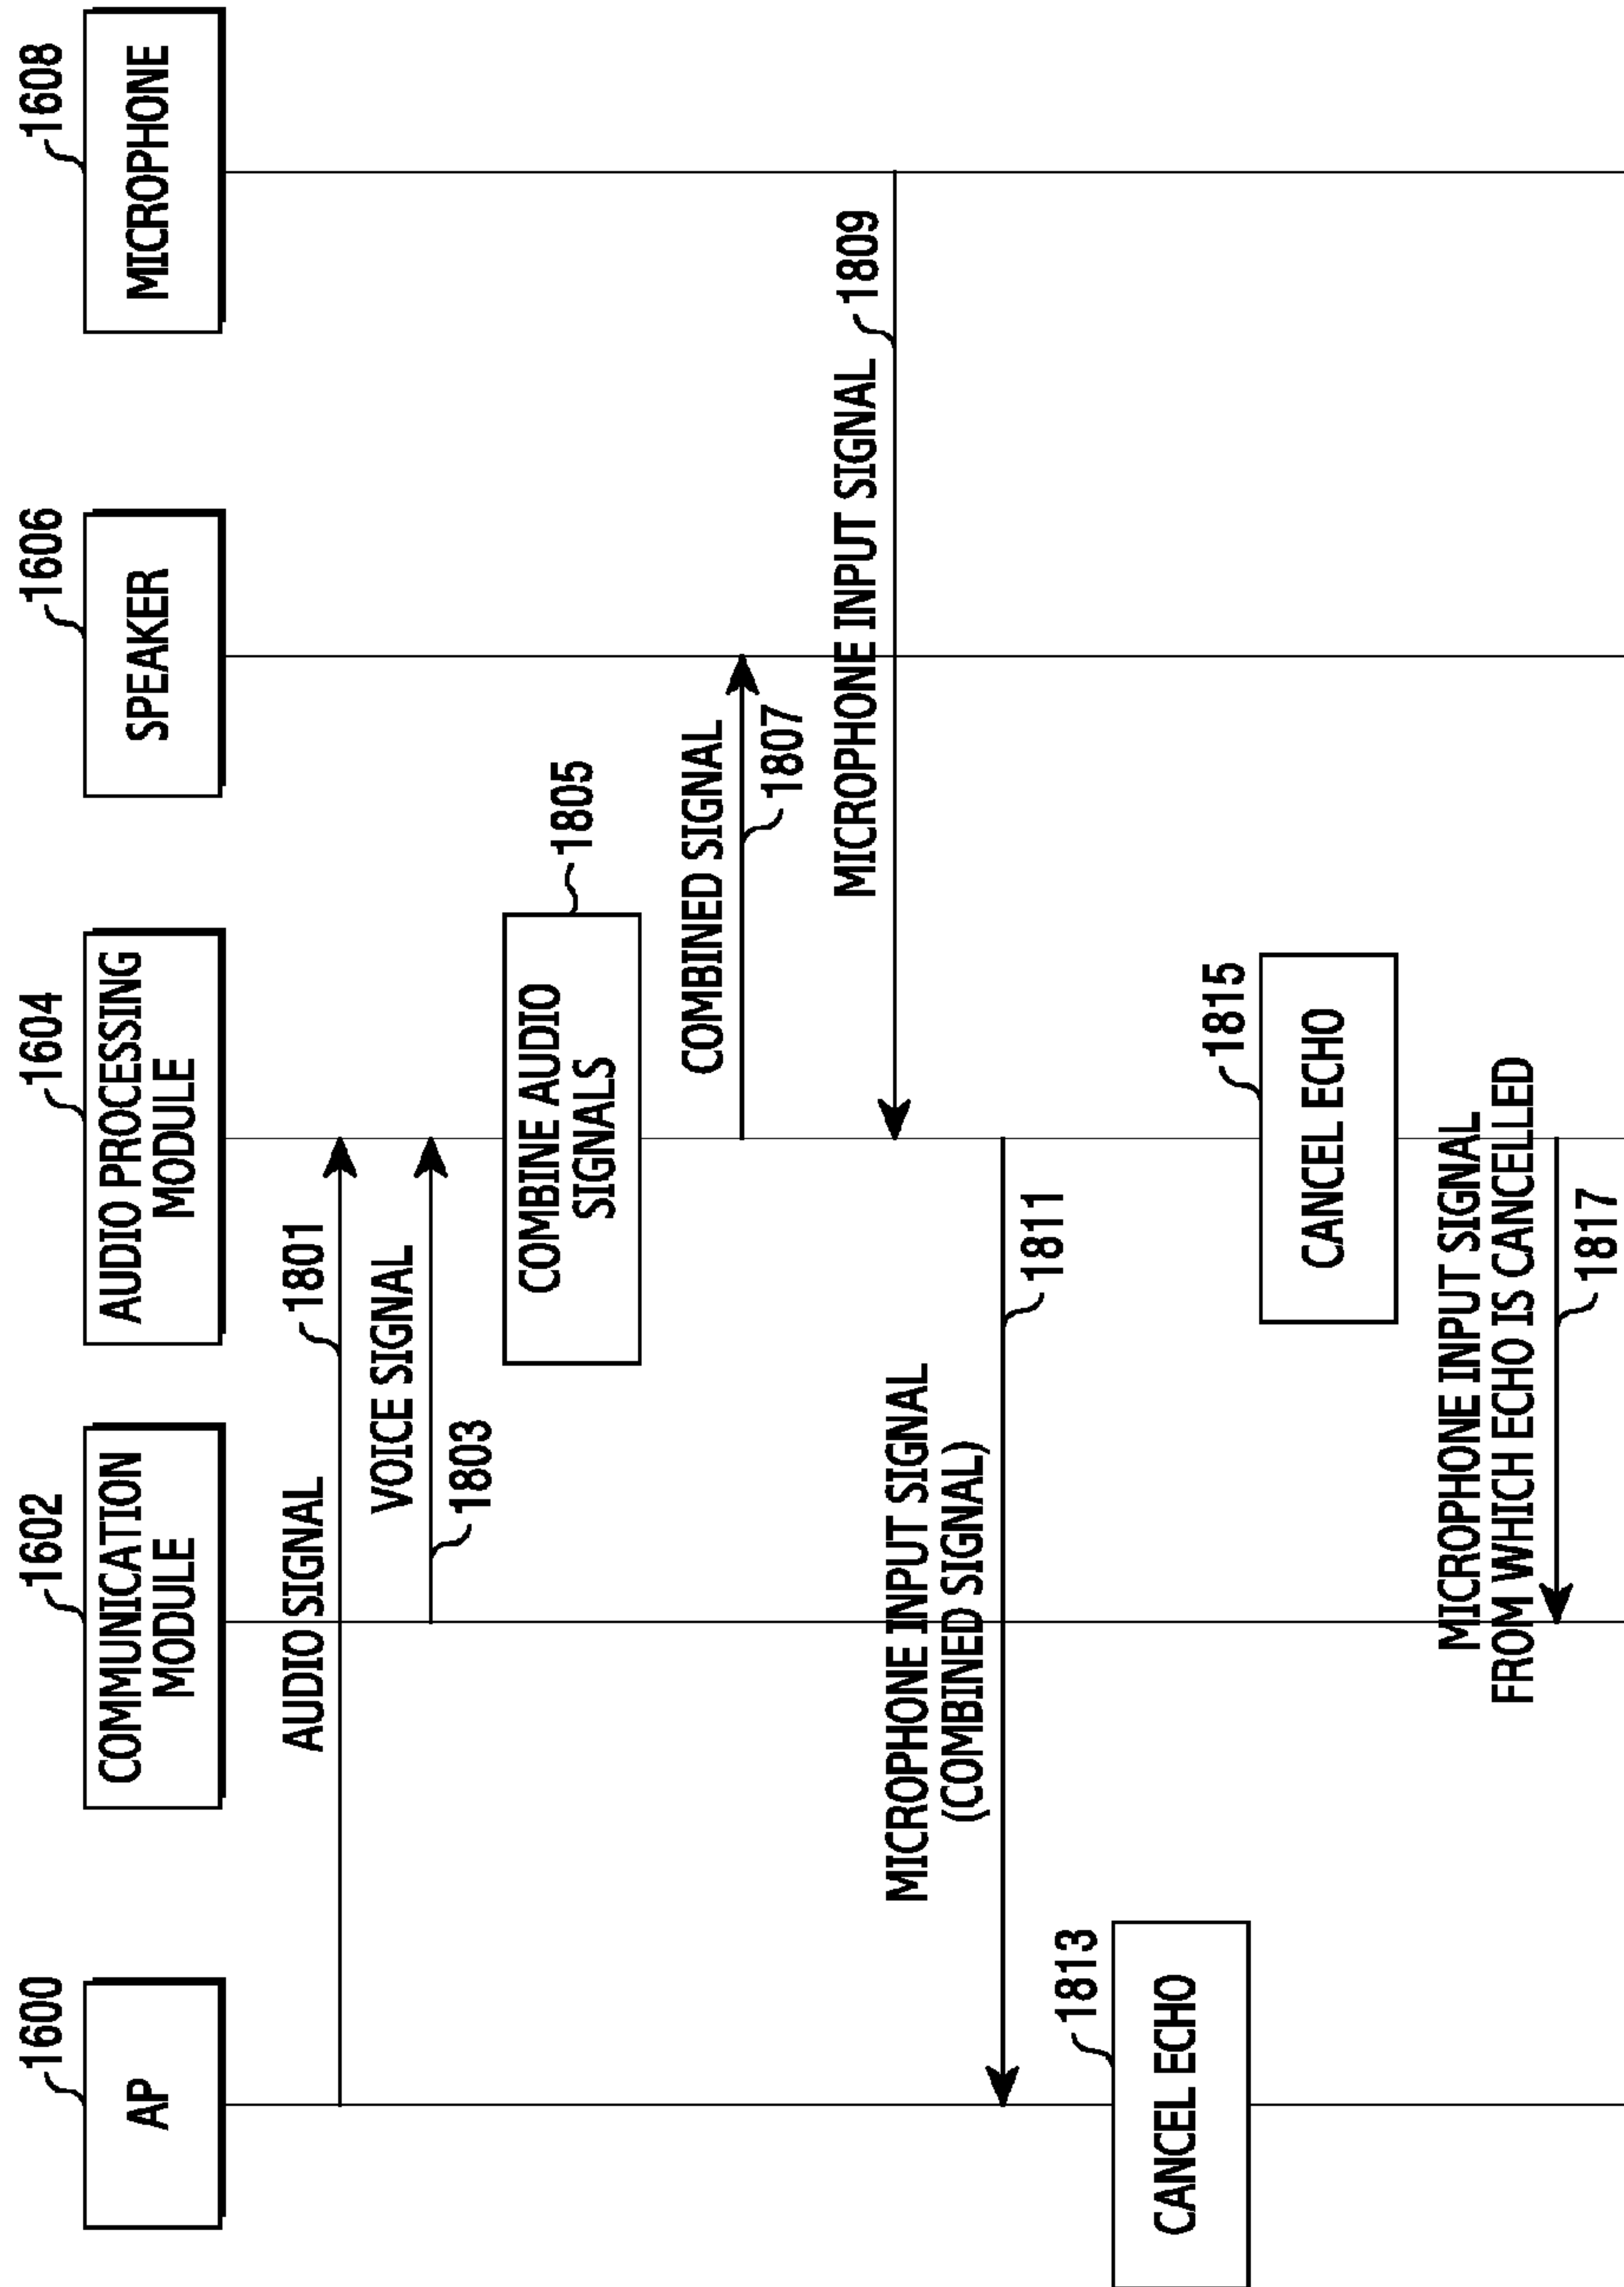 1600
AP
1602
COMMUNICATION
MODULE
1604
AUDIO PROCESSING
MODULE
1606
SPEAKER
1608
MICROPHONE
AUDIO SIGNAL
1801
VOICE SIGNAL
1803
COMBINE AUDIO
SIGNALS
1805
COMBINED SIGNAL
1807
MICROPHONE INPUT SIGNAL
1809
MICROPHONE INPUT SIGNAL
(COMBINED SIGNAL)
1811
1813
CANCEL ECHO
1815
CANCEL ECHO
MICROPHONE INPUT SIGNAL
FROM WHICH ECHO IS CANCELLED
1817